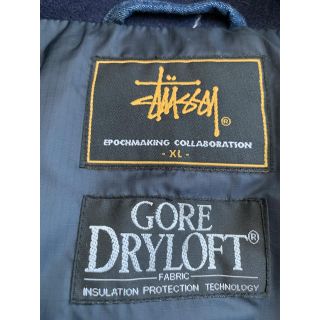 stüssy®
EPOCHMAKING COLLABORATION
- XL -
GORE
DRYLOFT®
FABRIC
INSULATION PROTECTION TECHNOLOGY